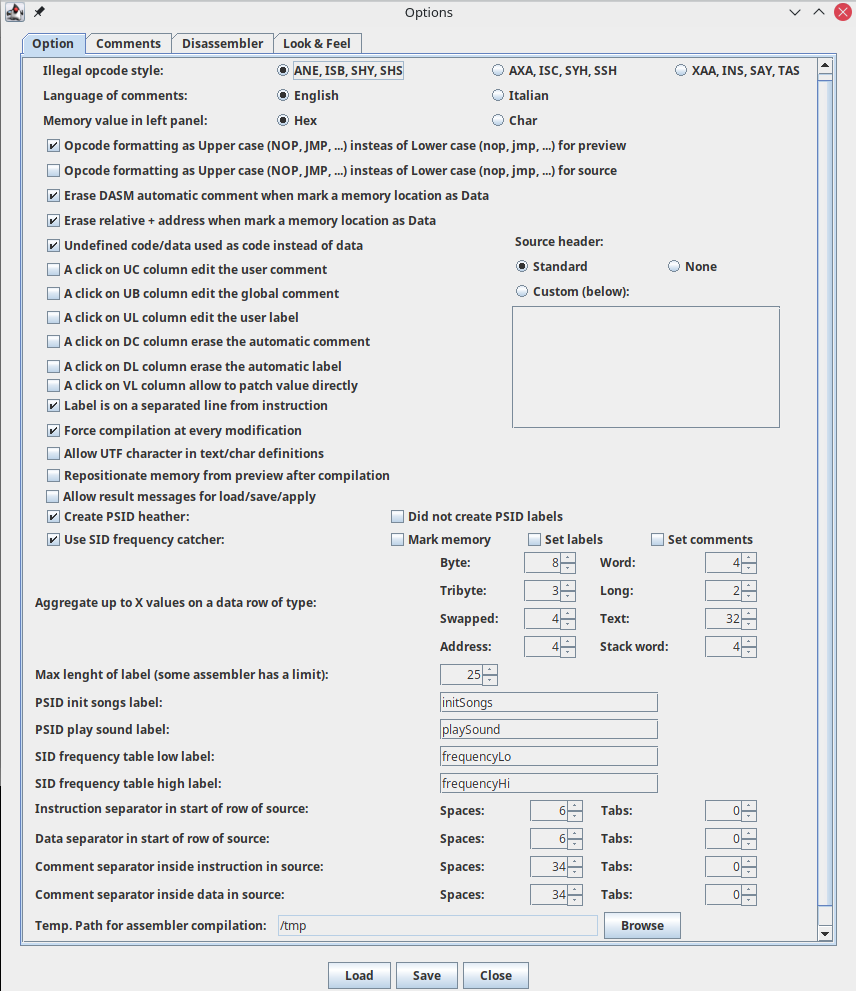 Options
Option Comments Disassembler Look & Feel
Illegal opcode style: ANE, ISB, SHY, SHS AXA, ISC, SYH, SSH XAA, INS, SAY, TAS
Language of comments: English Italian
Memory value in left panel: Hex Char
Opcode formatting as Upper case (NOP, JMP, ...) insteas of Lower case (nop, jmp, ...) for preview
Opcode formatting as Upper case (NOP, JMP, ...) insteas of Lower case (nop, jmp, ...) for source
Erase DASM automatic comment when mark a memory location as Data
Erase relative + address when mark a memory location as Data
Undefined code/data used as code instead of data
A click on UC column edit the user comment
A click on UB column edit the global comment
A click on UL column edit the user label
A click on DC column erase the automatic comment
A click on DL column erase the automatic label
A click on VL column allow to patch value directly
Label is on a separated line from instruction
Force compilation at every modification
Allow UTF character in text/char definitions
Repositionate memory from preview after compilation
Allow result messages for load/save/apply
Source header:
Standard None
Custom (below):
Create PSID heather: Did not create PSID labels
Use SID frequency catcher: Mark memory Set labels Set comments
Aggregate up to X values on a data row of type:
Byte: 8 Word: 4
Tribyte: 3 Long: 2
Swapped: 4 Text: 32
Address: 4 Stack word: 4
Max lenght of label (some assembler has a limit): 25
PSID init songs label: initSongs
PSID play sound label: playSound
SID frequency table low label: frequencyLo
SID frequency table high label: frequencyHi
Instruction separator in start of row of source: Spaces: 6 Tabs: 0
Data separator in start of row of source: Spaces: 6 Tabs: 0
Comment separator inside instruction in source: Spaces: 34 Tabs: 0
Comment separator inside data in source: Spaces: 34 Tabs: 0
Temp. Path for assembler compilation: /tmp Browse
Load Save Close